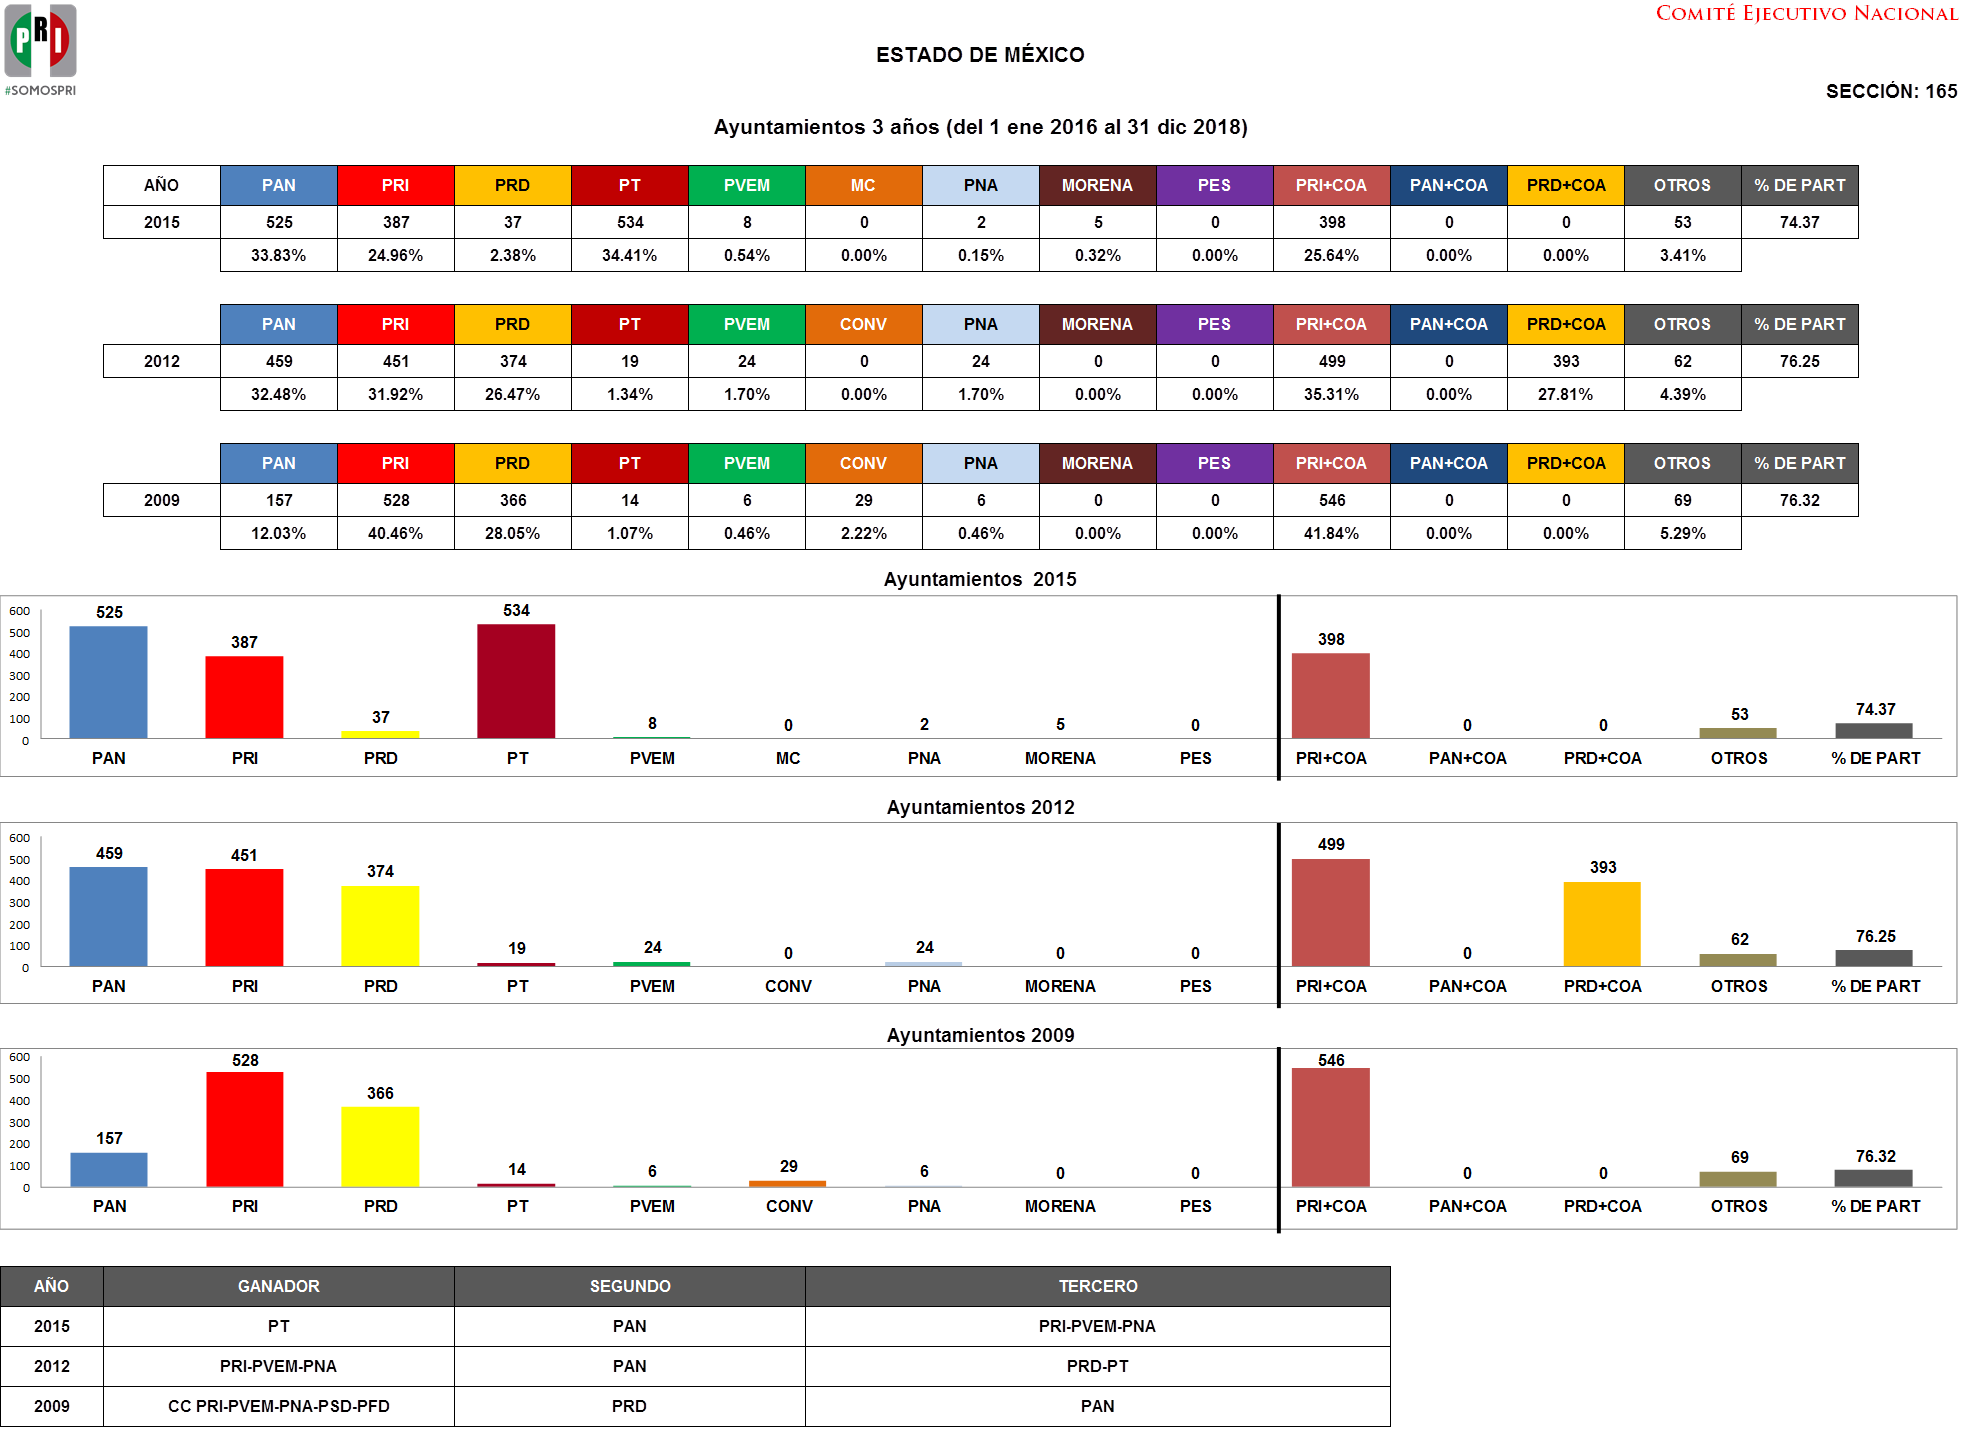 PRI
#SOMOSPRI
COMITÉ EJECUTIVO NACIONAL
ESTADO DE MÉXICO
SECCIÓN: 165
Ayuntamientos 3 años (del 1 ene 2016 al 31 dic 2018)
AÑO PAN PRI PRD PT PVEM MC PNA MORENA PES PRI+COA PAN+COA PRD+COA OTROS % DE PART
2015 525 387 37 534 8 0 2 5 0 398 0 0 53 74.37
33.83% 24.96% 2.38% 34.41% 0.54% 0.00% 0.15% 0.32% 0.00% 25.64% 0.00% 0.00% 3.41%
PAN PRI PRD PT PVEM CONV PNA MORENA PES PRI+COA PAN+COA PRD+COA OTROS % DE PART
2012 459 451 374 19 24 0 24 0 0 499 0 393 62 76.25
32.48% 31.92% 26.47% 1.34% 1.70% 0.00% 1.70% 0.00% 0.00% 35.31% 0.00% 27.81% 4.39%
PAN PRI PRD PT PVEM CONV PNA MORENA PES PRI+COA PAN+COA PRD+COA OTROS % DE PART
2009 157 528 366 14 6 29 6 0 0 546 0 0 69 76.32
12.03% 40.46% 28.05% 1.07% 0.46% 2.22% 0.46% 0.00% 0.00% 41.84% 0.00% 0.00% 5.29%
Ayuntamientos 2015
600
500
400
300
200
100
0
525 387 37 534 8 0 2 5 0 398 0 0 53 74.37
PAN PRI PRD PT PVEM MC PNA MORENA PES PRI+COA PAN+COA PRD+COA OTROS % DE PART
Ayuntamientos 2012
600
500
400
300
200
100
0
459 451 374 19 24 0 24 0 0 499 0 393 62 76.25
PAN PRI PRD PT PVEM CONV PNA MORENA PES PRI+COA PAN+COA PRD+COA OTROS % DE PART
Ayuntamientos 2009
600
500
400
300
200
100
0
157 528 366 14 6 29 6 0 0 546 0 0 69 76.32
PAN PRI PRD PT PVEM CONV PNA MORENA PES PRI+COA PAN+COA PRD+COA OTROS % DE PART
AÑO GANADOR SEGUNDO TERCERO
2015 PT PAN PRI-PVEM-PNA
2012 PRI-PVEM-PNA PAN PRD-PT
2009 CC PRI-PVEM-PNA-PSD-PFD PRD PAN